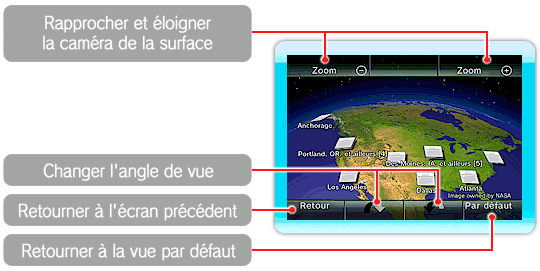 Rapprocher et éloigner
la caméra de la surface
Zoom
Zoom
Anchorage
Portland, OR, et ailleurs [4]
Des Moines, IA, et ailleurs [5]
Changer l'angle de vue
Los Angeles
Dallas
Atlanta
Image owned by NASA
Retourner à l'écran précédent
Retour
Par défaut
Retourner à la vue par défaut